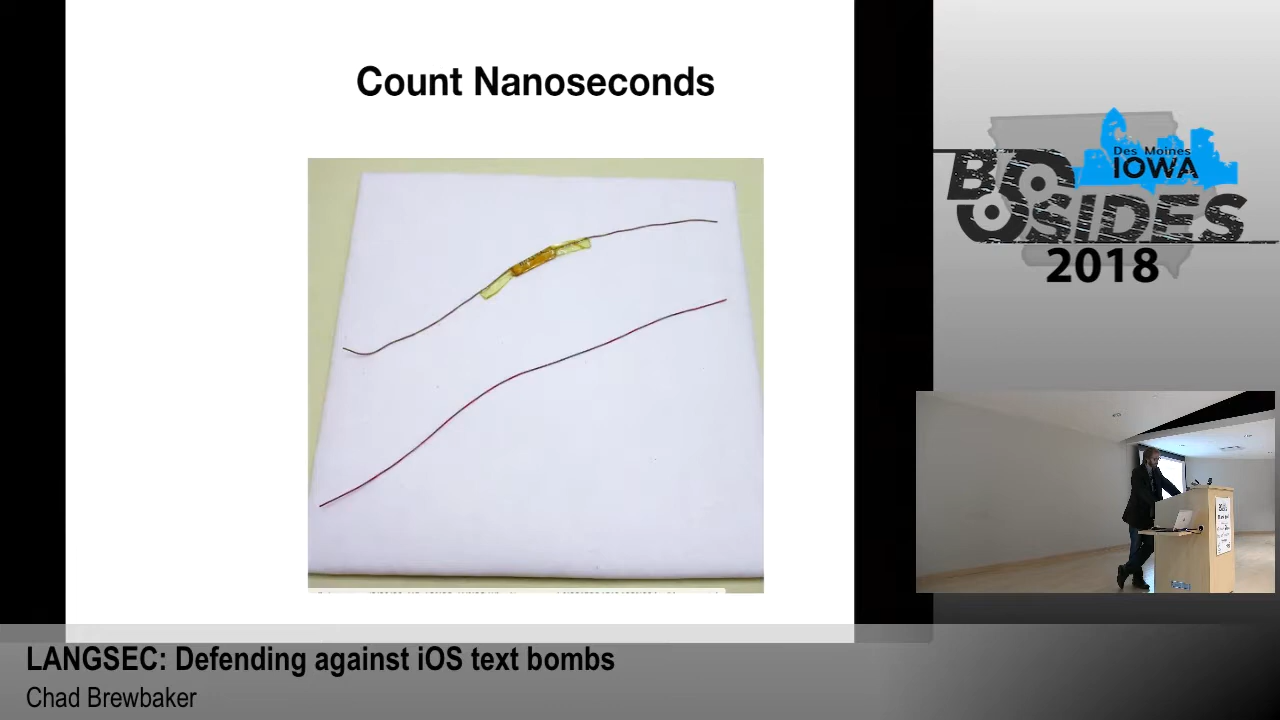 Count Nanoseconds
Des Moines
IOWA
BSIDES
2018
LANGSEC: Defending against iOS text bombs
Chad Brewbaker